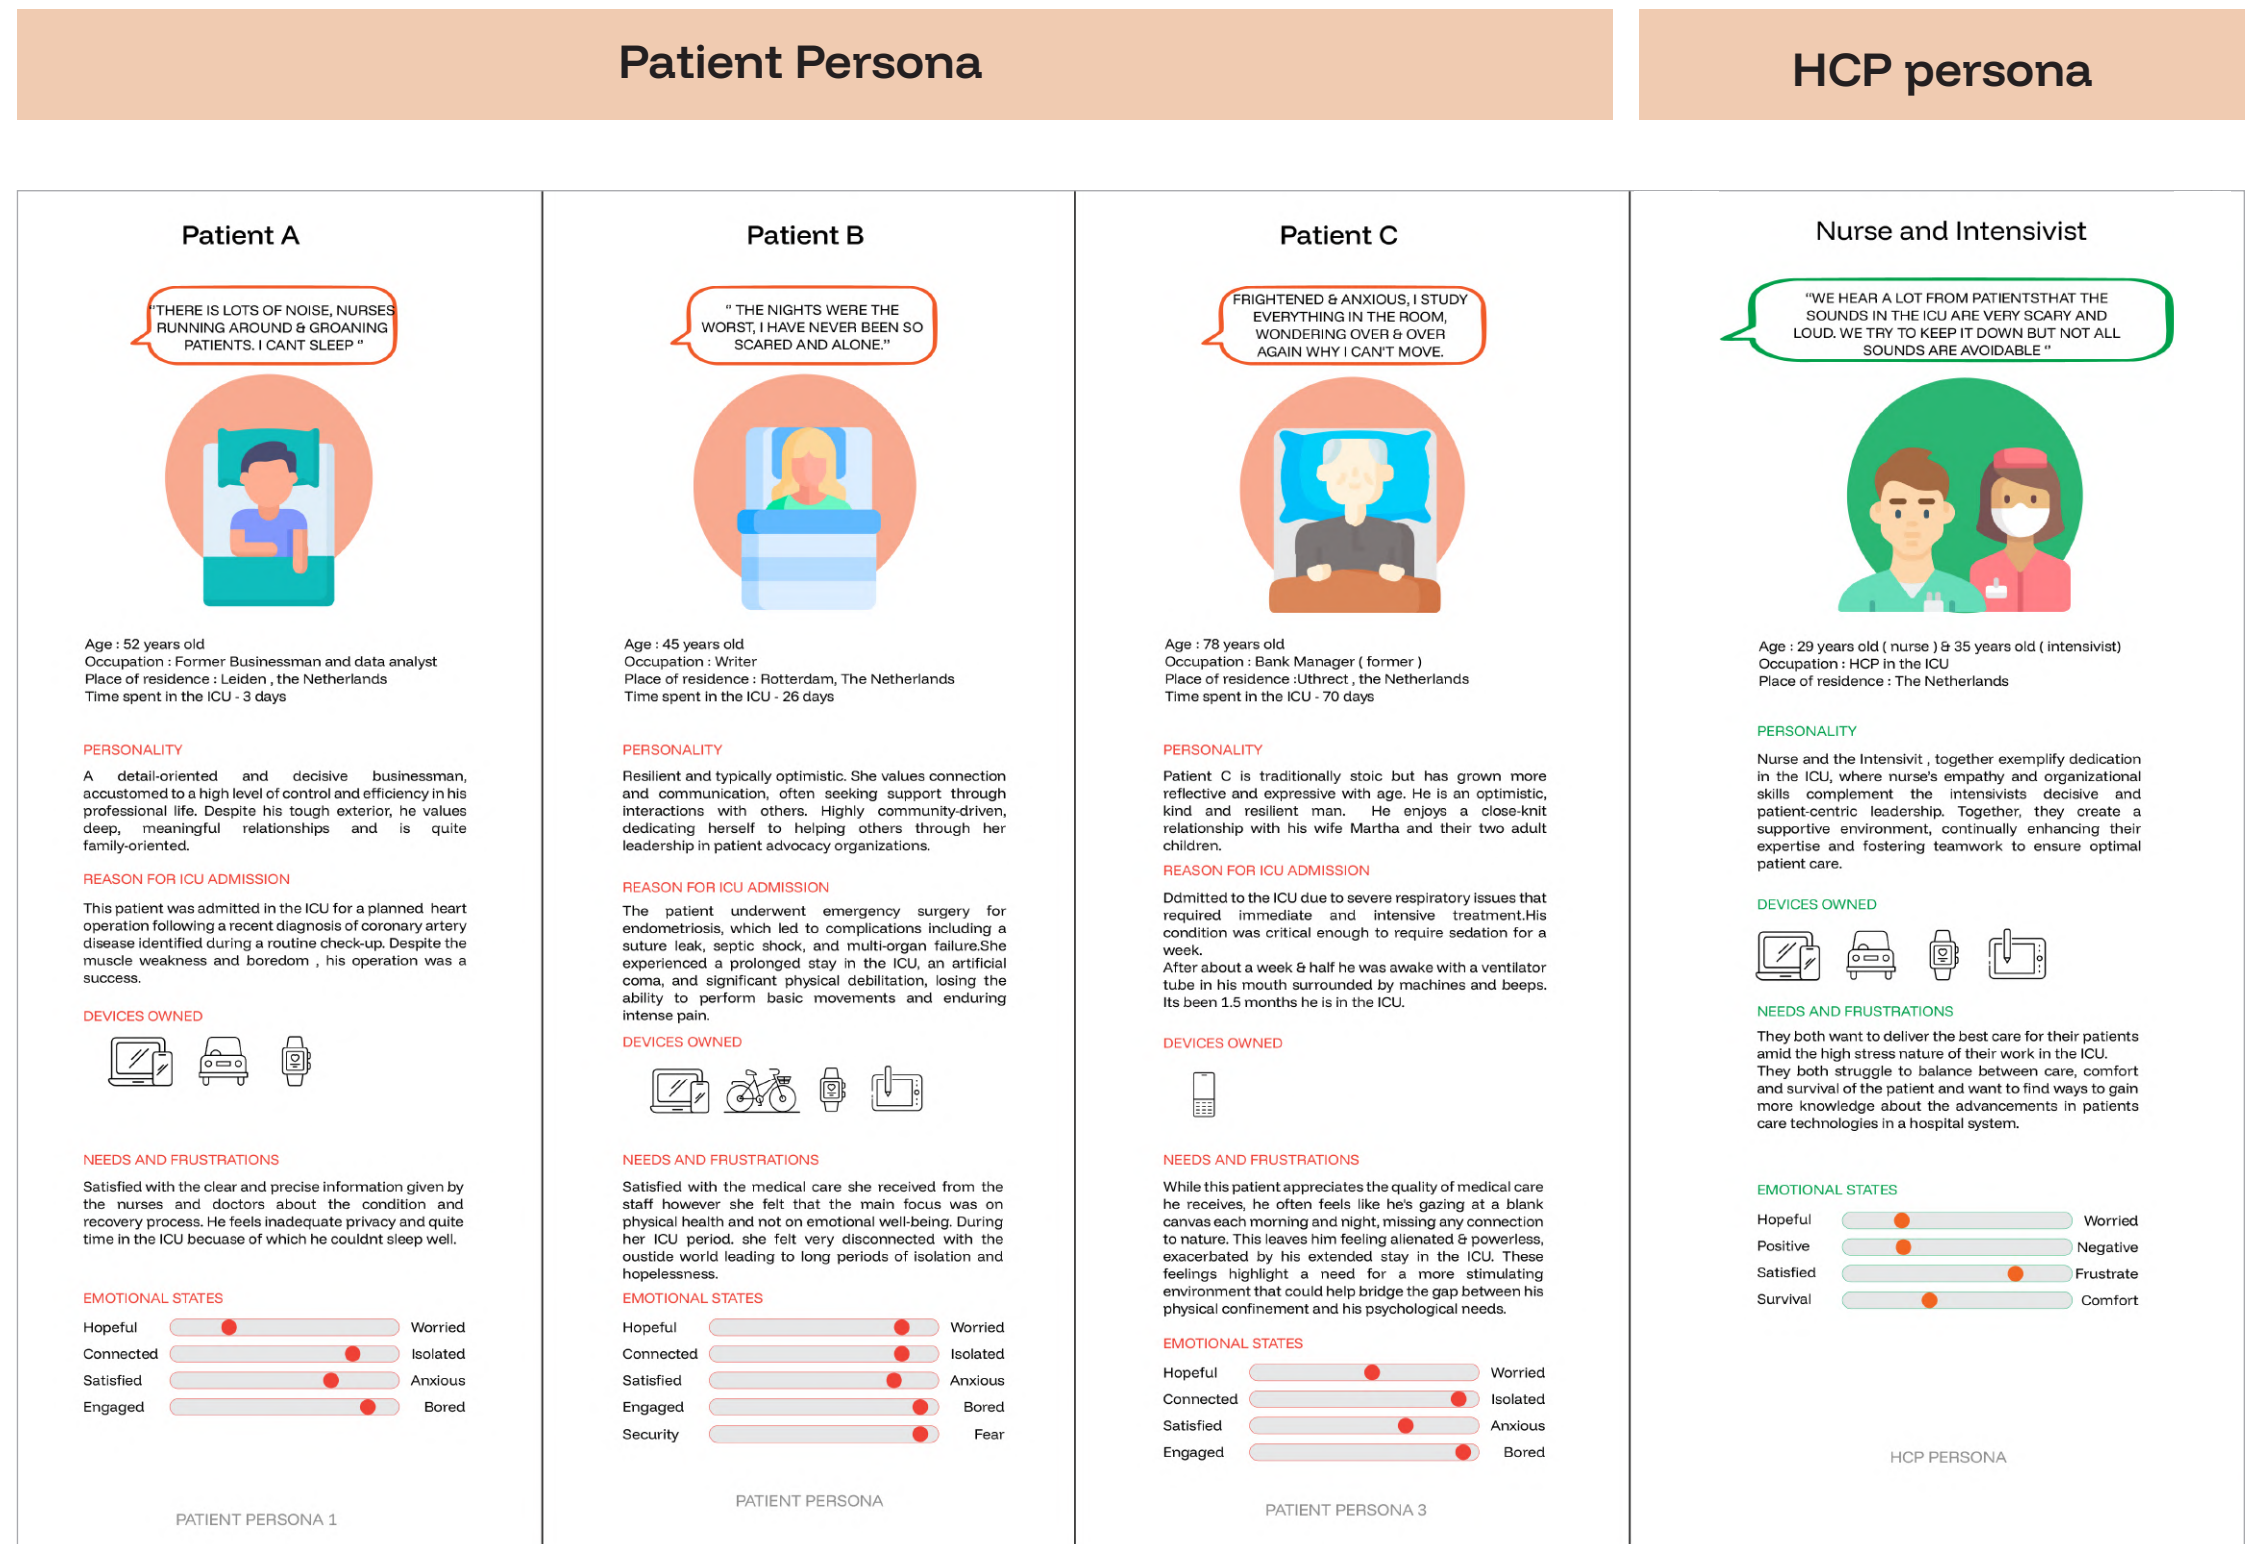 Patient Persona
HCP persona
Patient A
"THERE IS LOTS OF NOISE, NURSES
RUNNING AROUND & GROANING
PATIENTS. I CANT SLEEP "
Age : 52 years old
Occupation : Former Businessman and data analyst
Place of residence : Leiden , the Netherlands
Time spent in the ICU - 3 days
PERSONALITY
A detail-oriented and decisive businessman,
accustomed to a high level of control and efficiency in his
professional life. Despite his tough exterior, he values
deep, meaningful relationships and is quite
family-oriented.
REASON FOR ICU ADMISSION
This patient was admitted in the ICU for a planned heart
operation following a recent diagnosis of coronary artery
disease identified during a routine check-up. Despite the
muscle weakness and boredom , his operation was a
success.
DEVICES OWNED
NEEDS AND FRUSTRATIONS
Satisfied with the clear and precise information given by
the nurses and doctors about the condition and
recovery process. He feels inadequate privacy and quite
time in the ICU becuase of which he couldnt sleep well.
EMOTIONAL STATES
Hopeful Worried
Connected Isolated
Satisfied Anxious
Engaged Bored
PATIENT PERSONA 1
Patient B
" THE NIGHTS WERE THE
WORST, I HAVE NEVER BEEN SO
SCARED AND ALONE."
Age : 45 years old
Occupation : Writer
Place of residence : Rotterdam, The Netherlands
Time spent in the ICU - 26 days
PERSONALITY
Resilient and typically optimistic. She values connection
and communication, often seeking support through
interactions with others. Highly community-driven,
dedicating herself to helping others through her
leadership in patient advocacy organizations.
REASON FOR ICU ADMISSION
The patient underwent emergency surgery for
endometriosis, which led to complications including a
suture leak, septic shock, and multi-organ failure.She
experienced a prolonged stay in the ICU, an artificial
coma, and significant physical debilitation, losing the
ability to perform basic movements and enduring
intense pain.
DEVICES OWNED
NEEDS AND FRUSTRATIONS
Satisfied with the medical care she received from the
staff however she felt that the main focus was on
physical health and not on emotional well-being. During
her ICU period. she felt very disconnected with the
oustide world leading to long periods of isolation and
hopelessness.
EMOTIONAL STATES
Hopeful Worried
Connected Isolated
Satisfied Anxious
Engaged Bored
Security Fear
PATIENT PERSONA
Patient C
FRIGHTENED & ANXIOUS, I STUDY
EVERYTHING IN THE ROOM,
WONDERING OVER & OVER
AGAIN WHY I CAN'T MOVE.
Age : 78 years old
Occupation : Bank Manager ( former )
Place of residence :Uthrect , the Netherlands
Time spent in the ICU - 70 days
PERSONALITY
Patient C is traditionally stoic but has grown more
reflective and expressive with age. He is an optimistic,
kind and resilient man. He enjoys a close-knit
relationship with his wife Martha and their two adult
children.
REASON FOR ICU ADMISSION
Ddmitted to the ICU due to severe respiratory issues that
required immediate and intensive treatment.His
condition was critical enough to require sedation for a
week.
After about a week & half he was awake with a ventilator
tube in his mouth surrounded by machines and beeps.
Its been 1.5 months he is in the ICU.
DEVICES OWNED
NEEDS AND FRUSTRATIONS
While this patient appreciates the quality of medical care
he receives, he often feels like he's gazing at a blank
canvas each morning and night, missing any connection
to nature. This leaves him feeling alienated & powerless,
exacerbated by his extended stay in the ICU. These
feelings highlight a need for a more stimulating
environment that could help bridge the gap between his
physical confinement and his psychological needs.
EMOTIONAL STATES
Hopeful Worried
Connected Isolated
Satisfied Anxious
Engaged Bored
PATIENT PERSONA 3
Nurse and Intensivist
"WE HEAR A LOT FROM PATIENTSTHAT THE
SOUNDS IN THE ICU ARE VERY SCARY AND
LOUD. WE TRY TO KEEP IT DOWN BUT NOT ALL
SOUNDS ARE AVOIDABLE "
Age : 29 years old ( nurse ) & 35 years old ( intensivist)
Occupation : HCP in the ICU
Place of residence : The Netherlands
PERSONALITY
Nurse and the Intensivit , together exemplify dedication
in the ICU, where nurse's empathy and organizational
skills complement the intensivists decisive and
patient-centric leadership. Together, they create a
supportive environment, continually enhancing their
expertise and fostering teamwork to ensure optimal
patient care.
DEVICES OWNED
NEEDS AND FRUSTRATIONS
They both want to deliver the best care for their patients
amid the high stress nature of their work in the ICU.
They both struggle to balance between care, comfort
and survival of the patient and want to find ways to gain
more knowledge about the advancements in patients
care technologies in a hospital system.
EMOTIONAL STATES
Hopeful Worried
Positive Negative
Satisfied Frustrate
Survival Comfort
HCP PERSONA